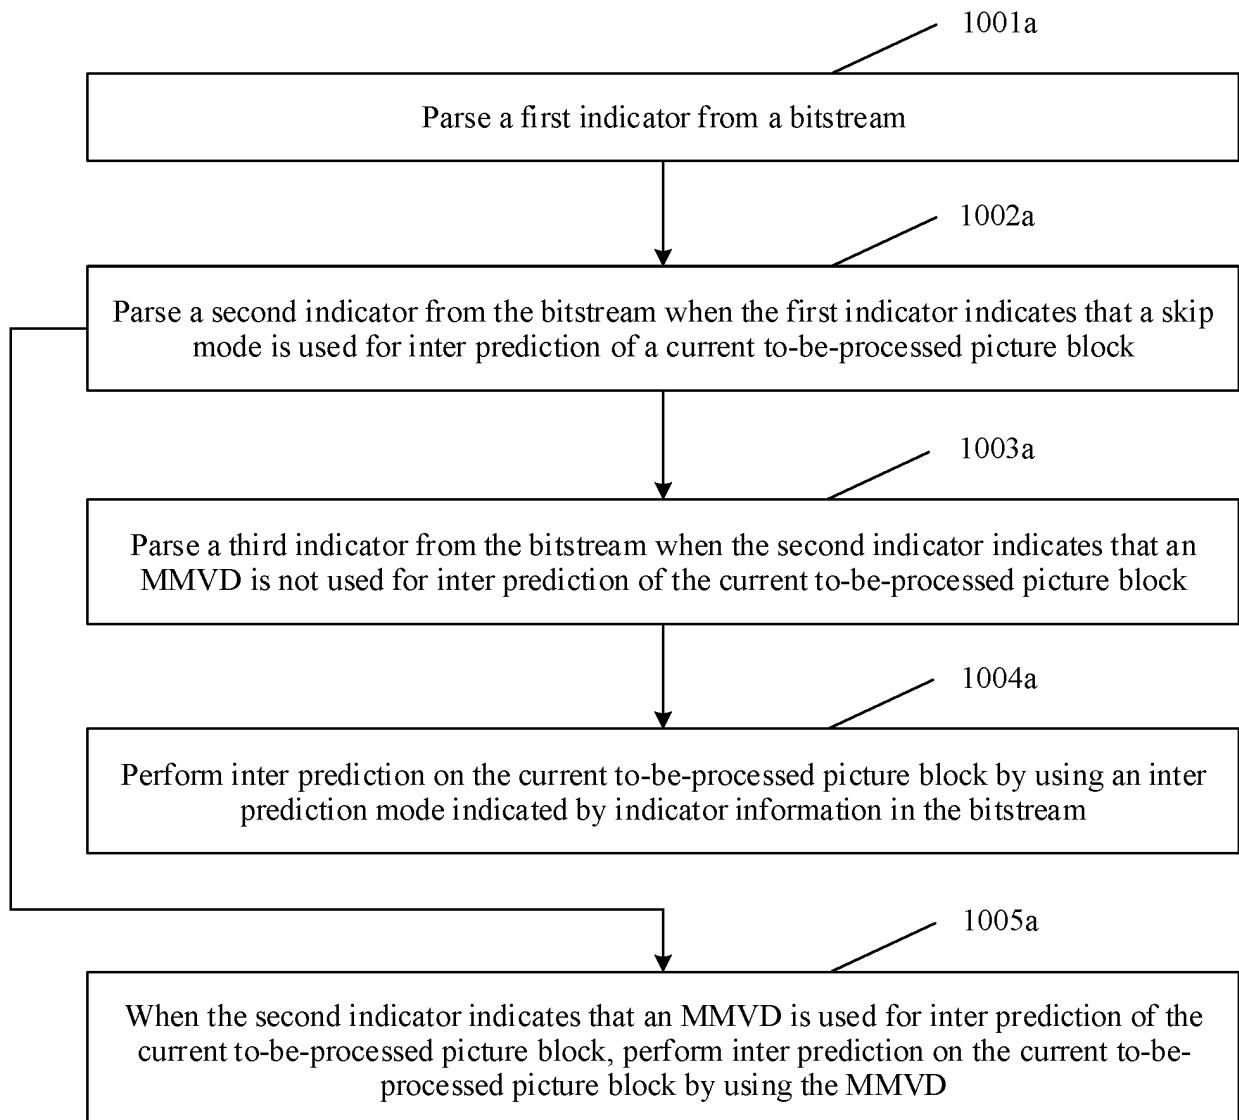 1001a
Parse a first indicator from a bitstream
1002a
Parse a second indicator from the bitstream when the first indicator indicates that a skip
mode is used for inter prediction of a current to-be-processed picture block
1003a
Parse a third indicator from the bitstream when the second indicator indicates that an
MMVD is not used for inter prediction of the current to-be-processed picture block
1004a
Perform inter prediction on the current to-be-processed picture block by using an inter
prediction mode indicated by indicator information in the bitstream
1005a
When the second indicator indicates that an MMVD is used for inter prediction of the
current to-be-processed picture block, perform inter prediction on the current to-be-
processed picture block by using the MMVD